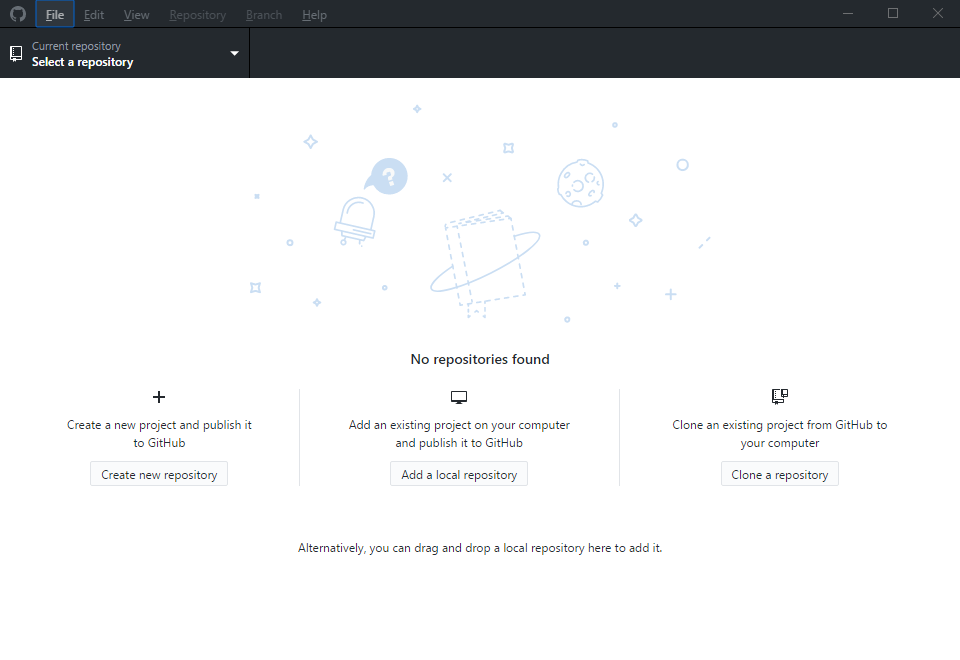 File Edit View Repository Branch Help
Current repository
Select a repository
?
No repositories found
Create a new project and publish it
to GitHub
Create new repository
Add an existing project on your computer
and publish it to GitHub
Add a local repository
Clone an existing project from GitHub to
your computer
Clone a repository
Alternatively, you can drag and drop a local repository here to add it.